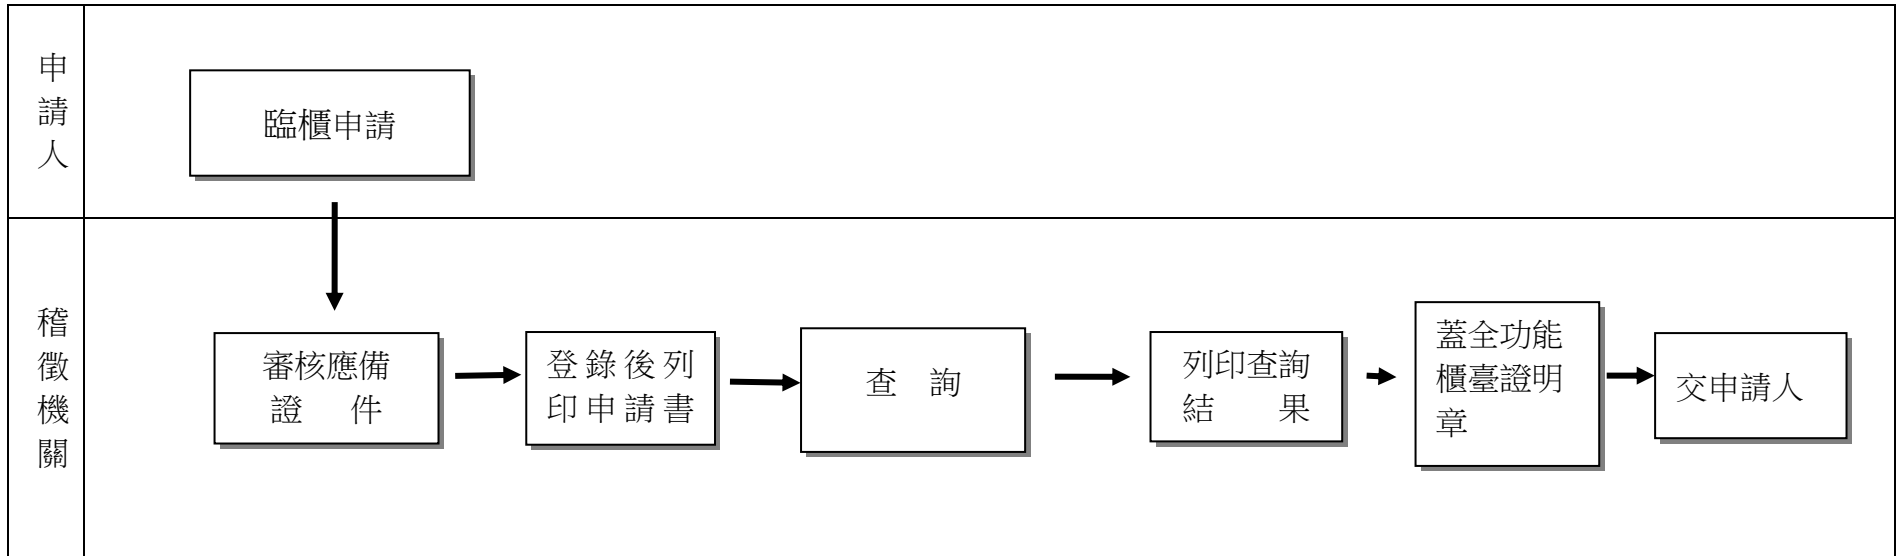 申請人
臨櫃申請
稽徵機關
審核應備
證 件
登錄後列
印申請書
查 詢
列印查詢
結 果
蓋全功能
櫃臺證明
章
交申請人